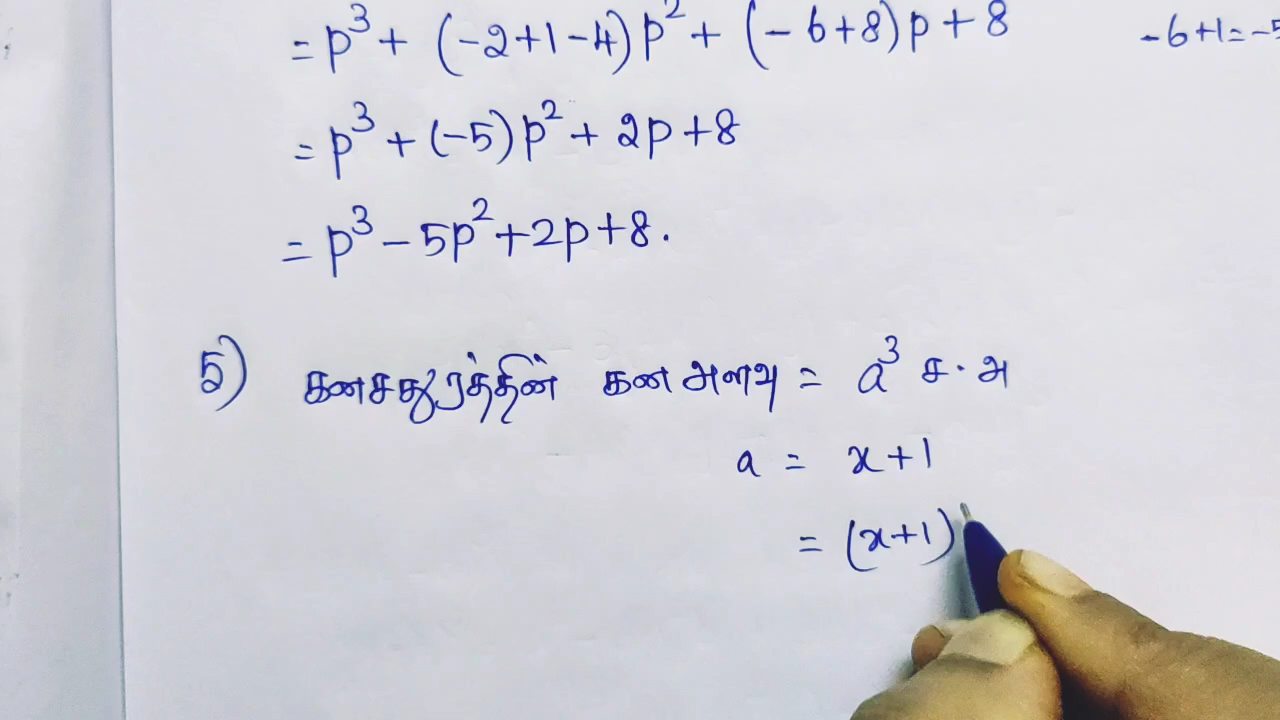 = p³ + (-2+1-4)p² + (-6+8)p + 8
-6+1=-5
= p³ + (-5)p² + 2p+8
= p³ - 5p² + 2p+8.
5) கனசதுரத்தின் கன அளவு = a³ ச.அ
a = x+1
= (x+1)